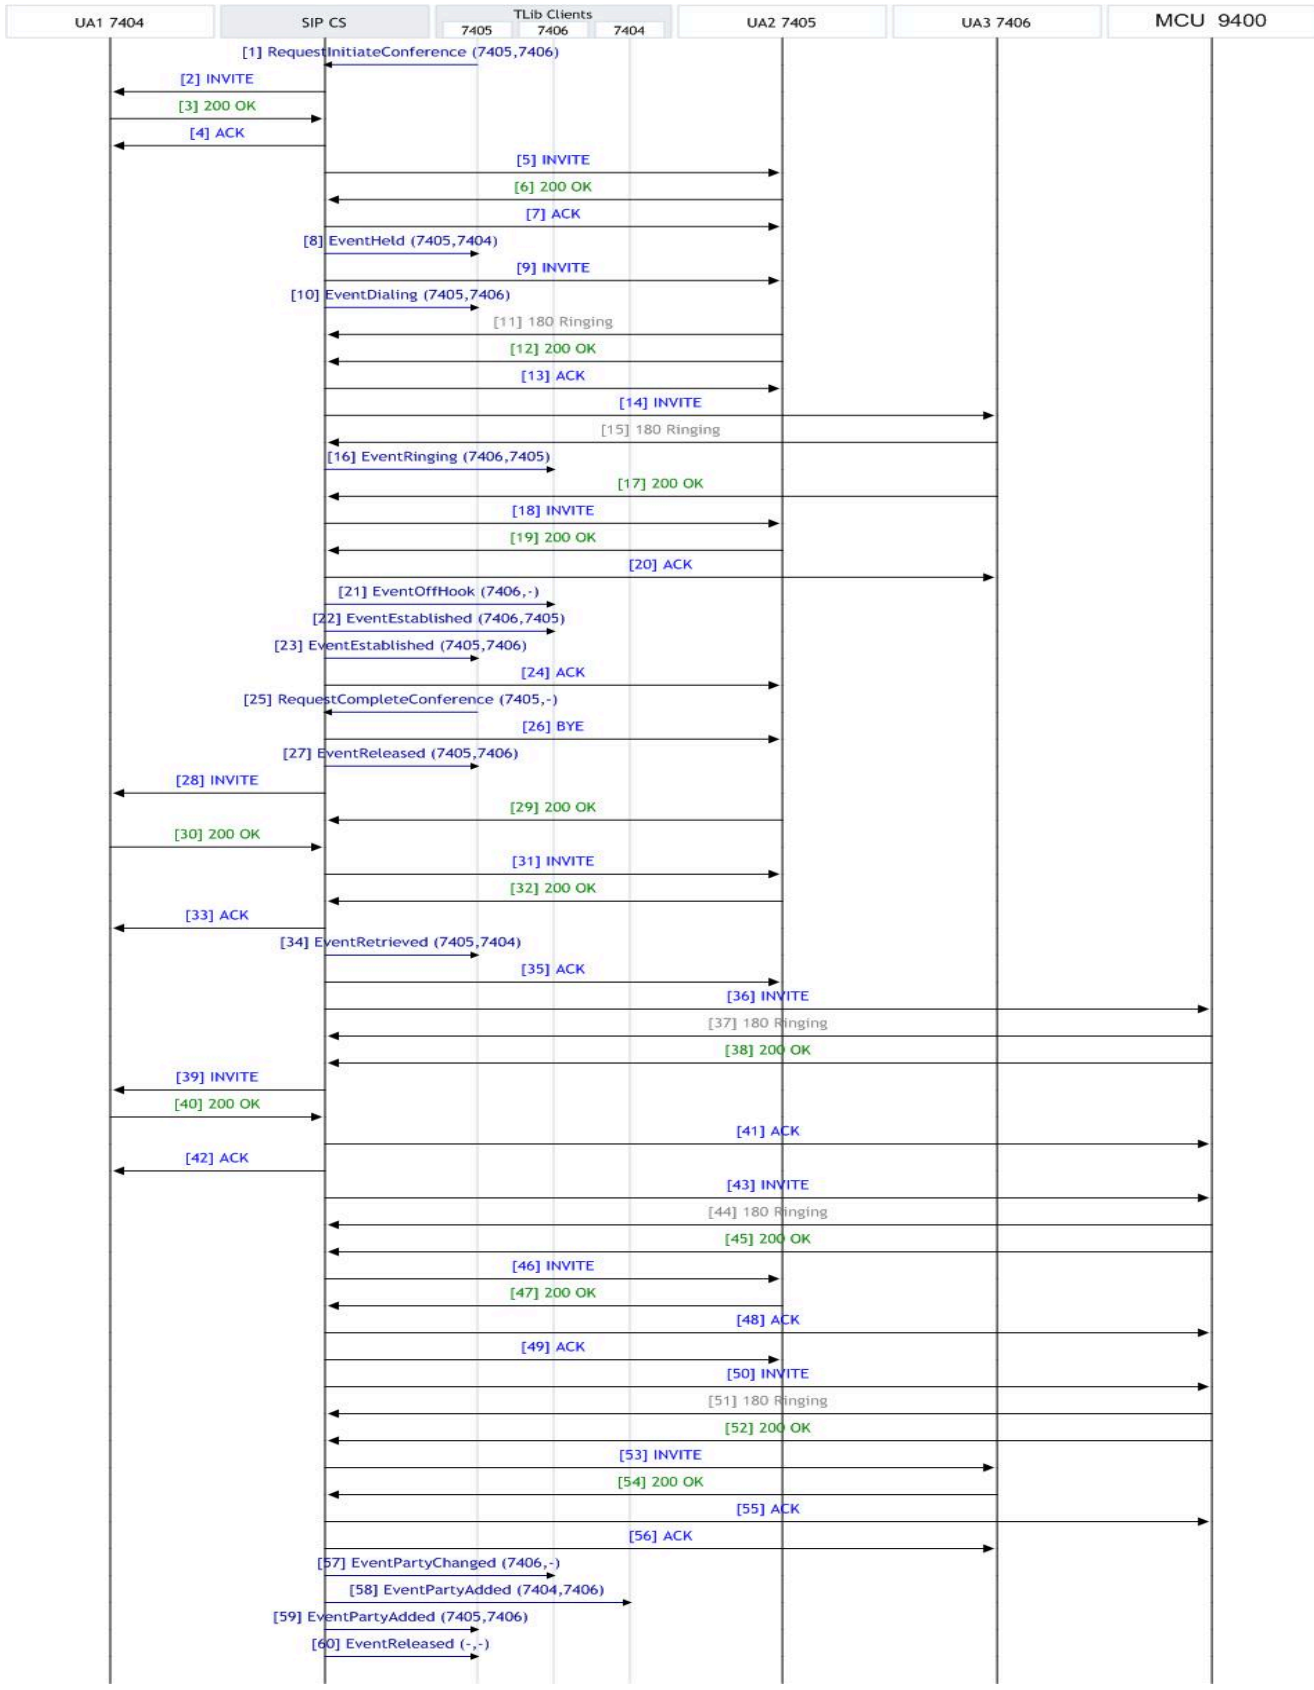 UA1 7404 SIP CS TLib Clients UA2 7405 UA3 7406 MCU 9400
7405 7406 7404
[1] RequestInitiateConference (7405,7406)
[2] INVITE
[3] 200 OK
[4] ACK
[5] INVITE
[6] 200 OK
[7] ACK
[8] EventHeld (7405,7404)
[9] INVITE
[10] EventDialing (7405,7406)
[11] 180 Ringing
[12] 200 OK
[13] ACK
[14] INVITE
[15] 180 Ringing
[16] EventRinging (7406,7405)
[17] 200 OK
[18] INVITE
[19] 200 OK
[20] ACK
[21] EventOffHook (7406,-)
[22] EventEstablished (7406,7405)
[23] EventEstablished (7405,7406)
[24] ACK
[25] RequestCompleteConference (7405,-)
[26] BYE
[27] EventReleased (7405,7406)
[28] INVITE
[29] 200 OK
[30] 200 OK
[31] INVITE
[32] 200 OK
[33] ACK
[34] EventRetrieved (7405,7404)
[35] ACK
[36] INVITE
[37] 180 Ringing
[38] 200 OK
[39] INVITE
[40] 200 OK
[41] ACK
[42] ACK
[43] INVITE
[44] 180 Ringing
[45] 200 OK
[46] INVITE
[47] 200 OK
[48] ACK
[49] ACK
[50] INVITE
[51] 180 Ringing
[52] 200 OK
[53] INVITE
[54] 200 OK
[55] ACK
[56] ACK
[57] EventPartyChanged (7406,-)
[58] EventPartyAdded (7404,7406)
[59] EventPartyAdded (7405,7406)
[60] EventReleased (-,-)